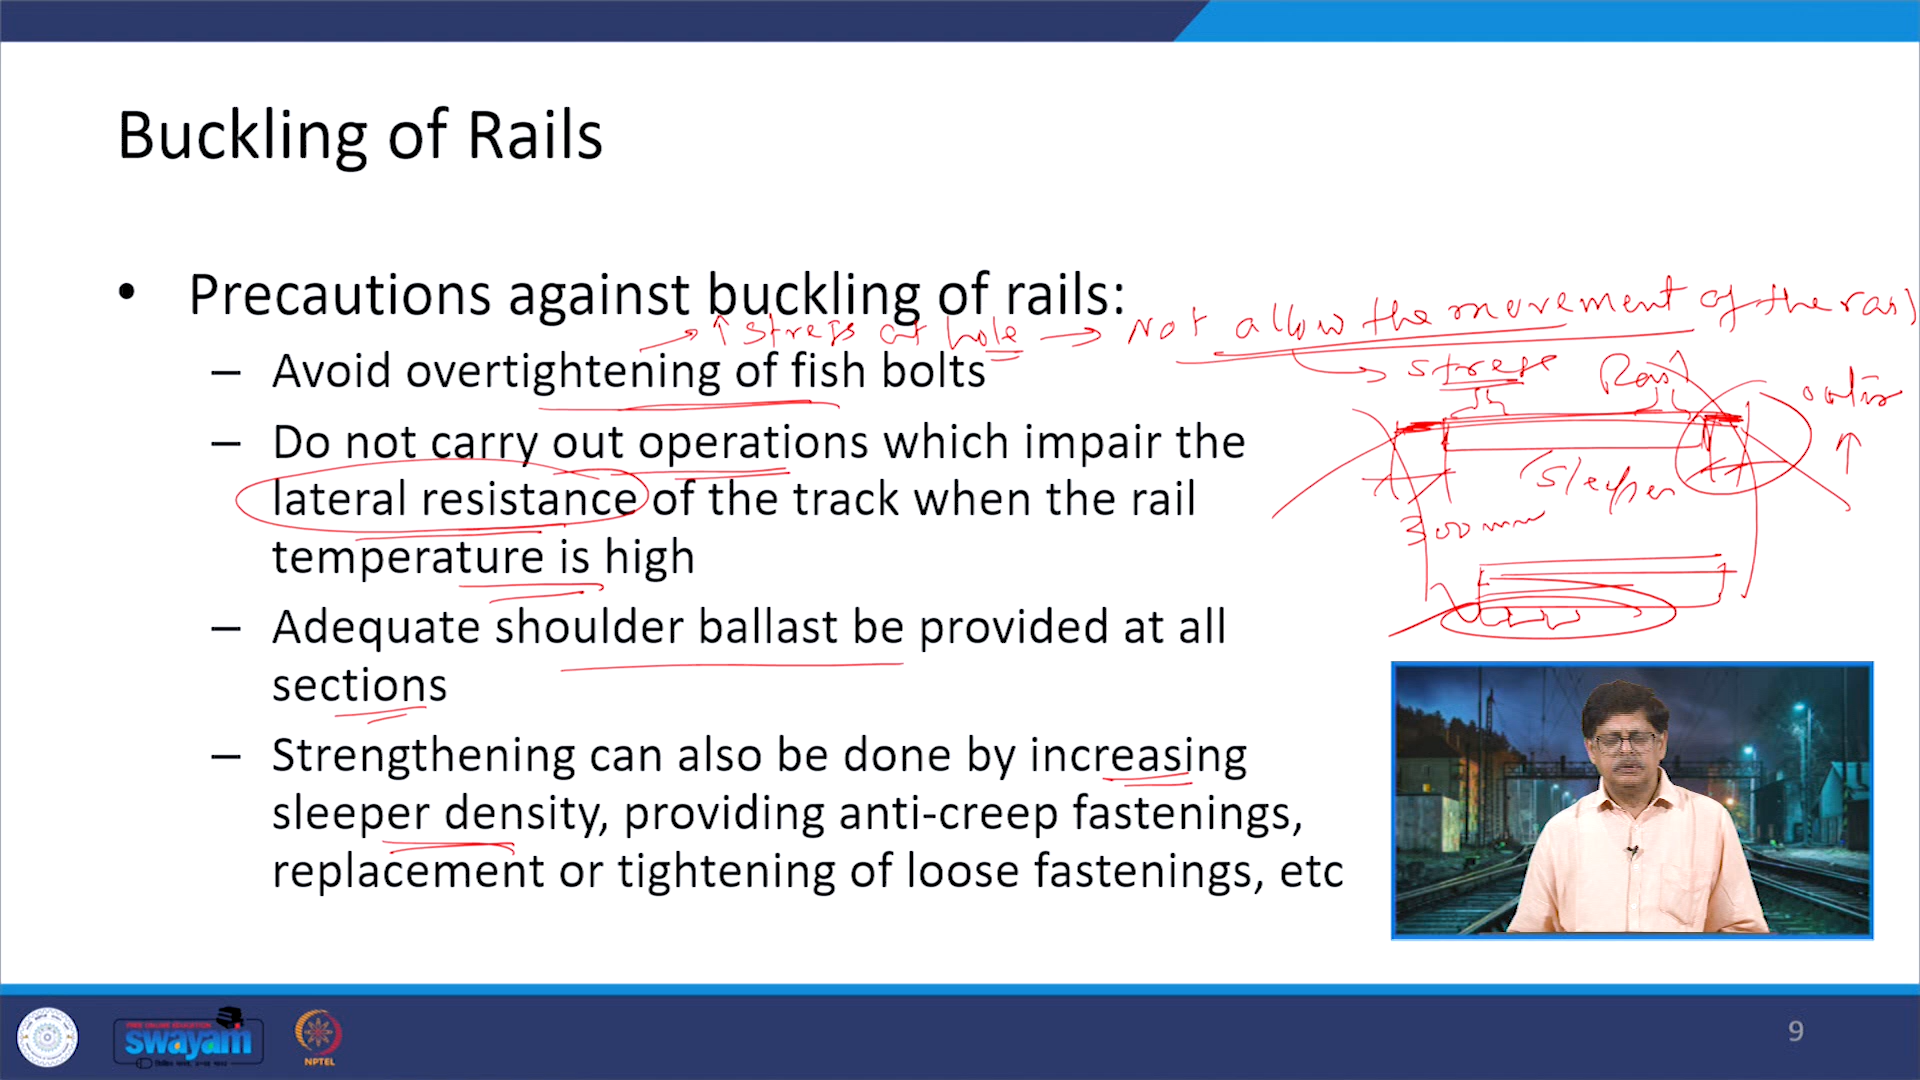 Buckling of Rails
• Precautions against buckling of rails:
→ ↑ stress at hole → Not allow the movement of the rail
– Avoid overtightening of fish bolts
→ stress Rail
outer ↑
– Do not carry out operations which impair the
lateral resistance of the track when the rail
temperature is high
Sleeper
300 mm
– Adequate shoulder ballast be provided at all
sections
– Strengthening can also be done by increasing
sleeper density, providing anti-creep fastenings,
replacement or tightening of loose fastenings, etc
FREE ONLINE EDUCATION
swayam
NPTEL
9